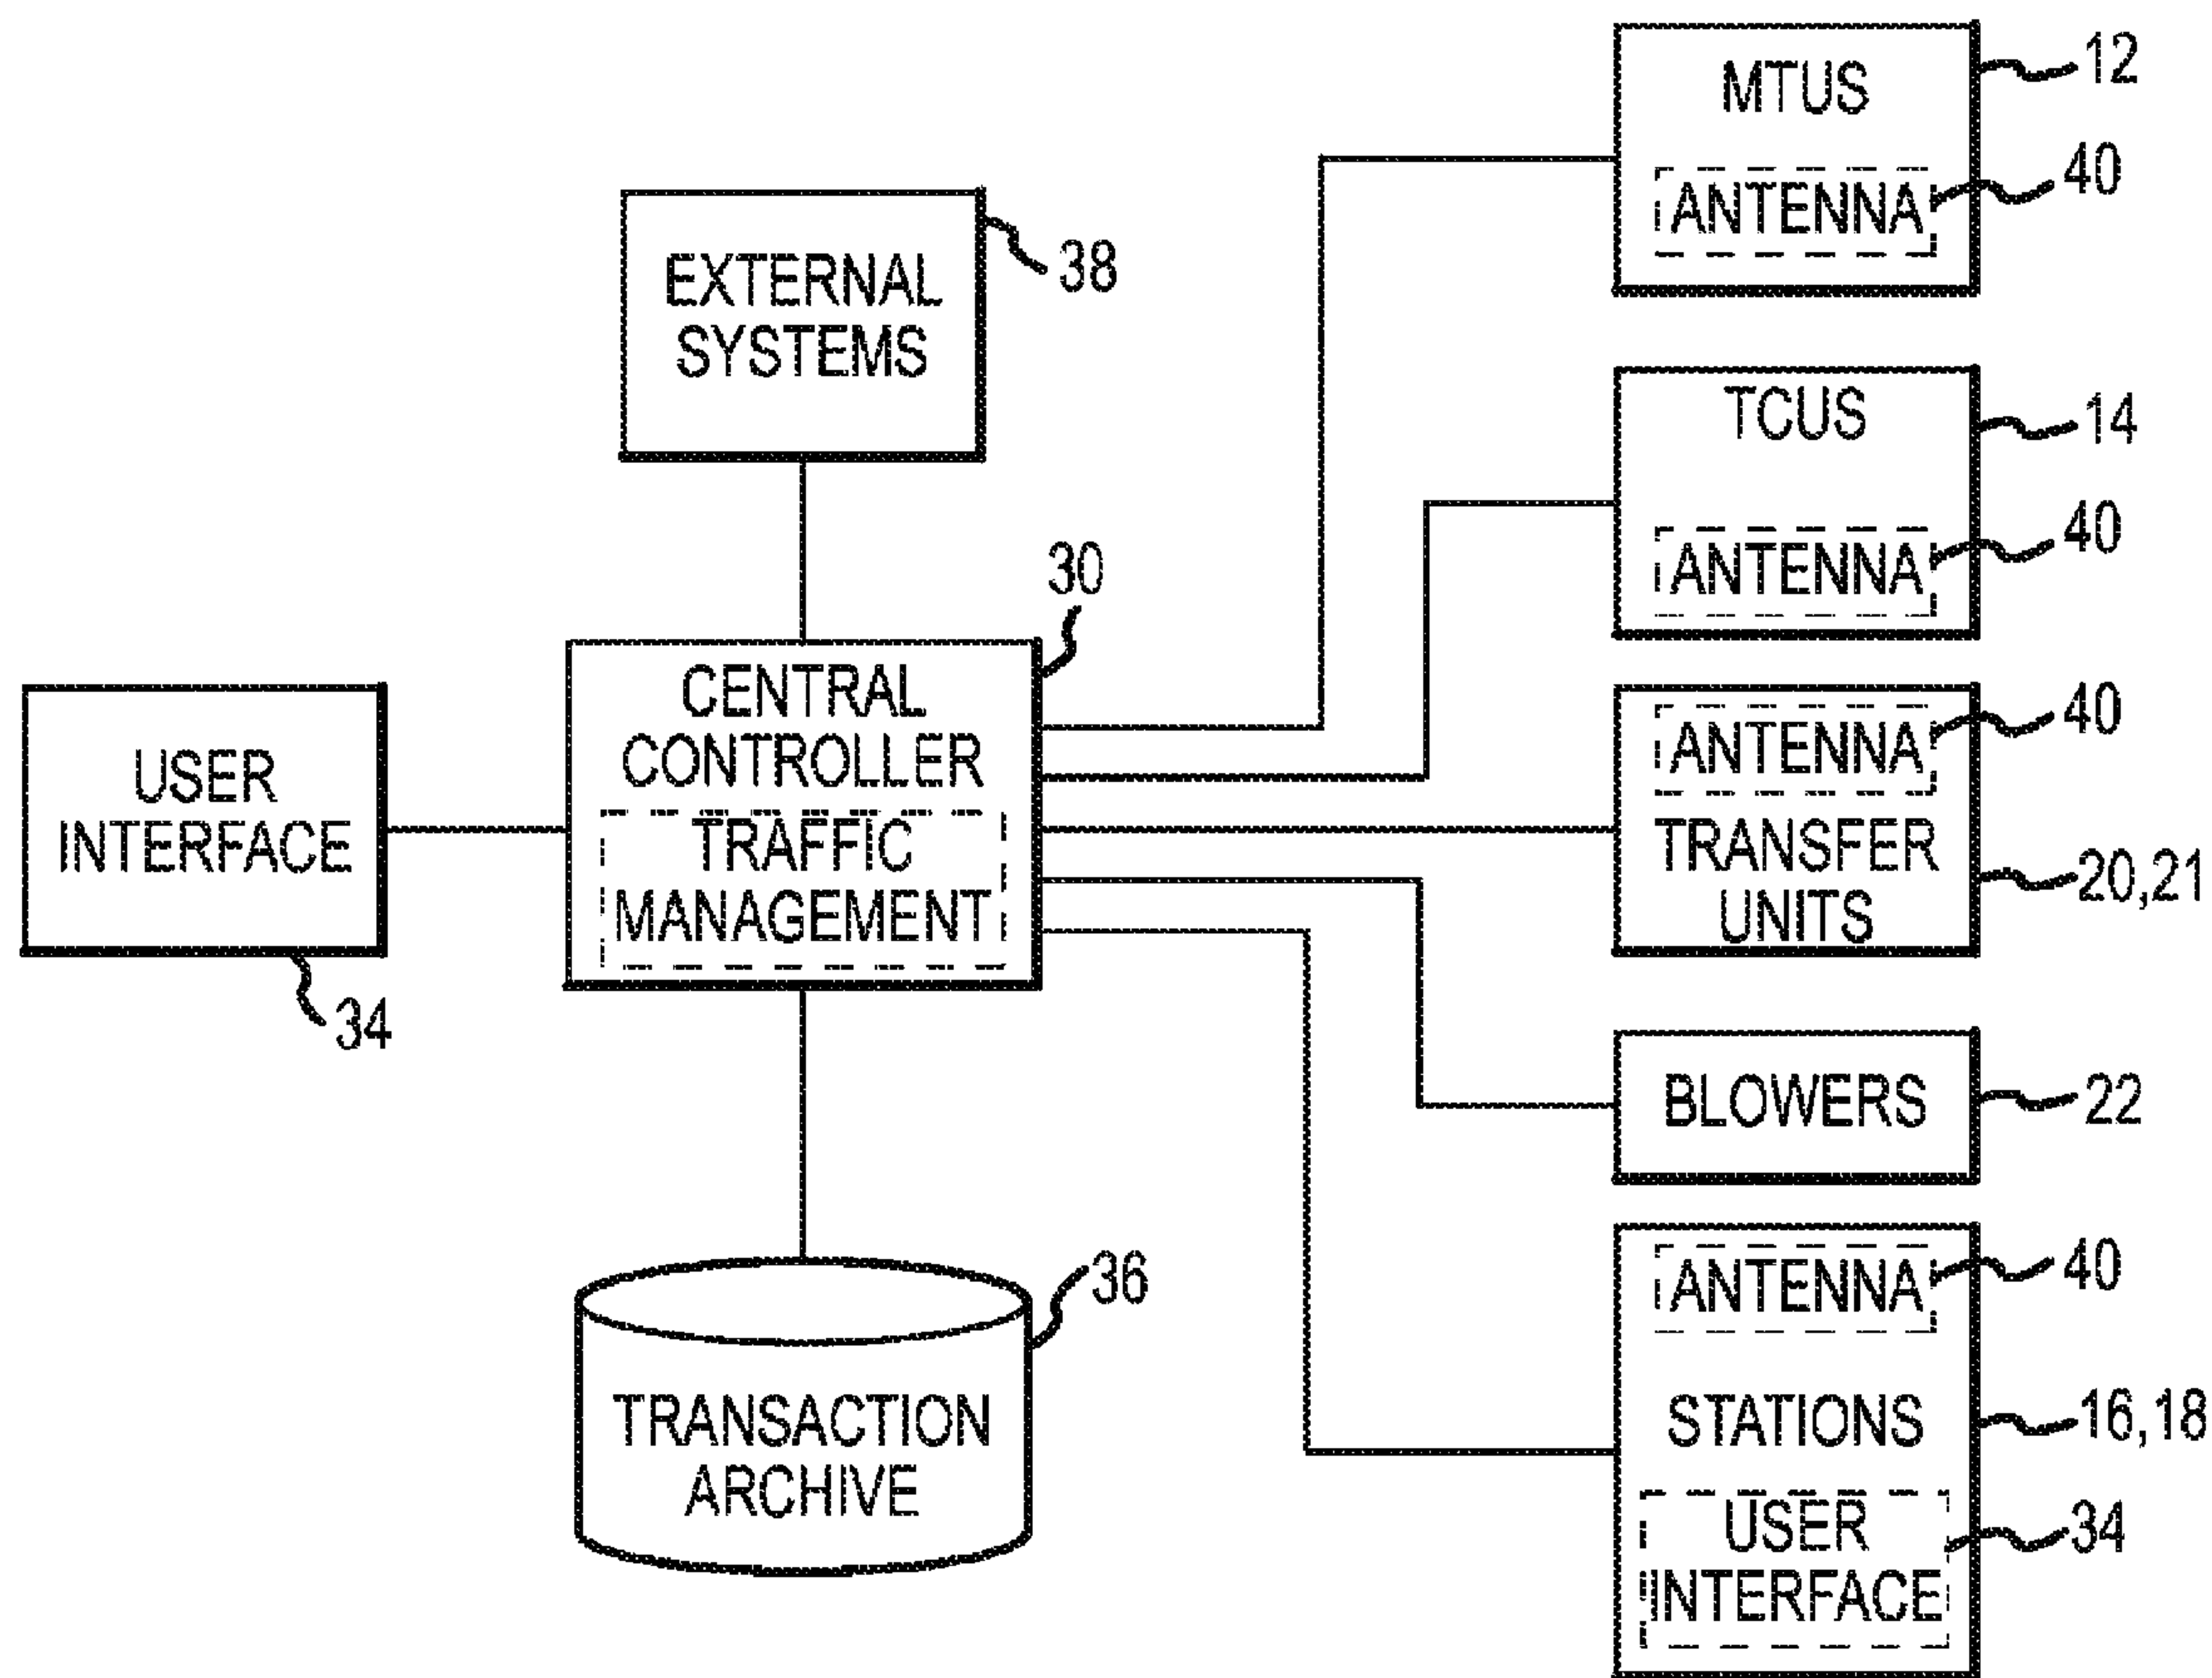 MTUS
12
ANTENNA
40
EXTERNAL
SYSTEMS
38
TCUS
14
ANTENNA
40
30
CENTRAL
CONTROLLER
TRAFFIC
MANAGEMENT
USER
INTERFACE
34
ANTENNA
40
TRANSFER
UNITS
20,21
BLOWERS
22
TRANSACTION
ARCHIVE
36
ANTENNA
40
STATIONS
16,18
USER
INTERFACE
34